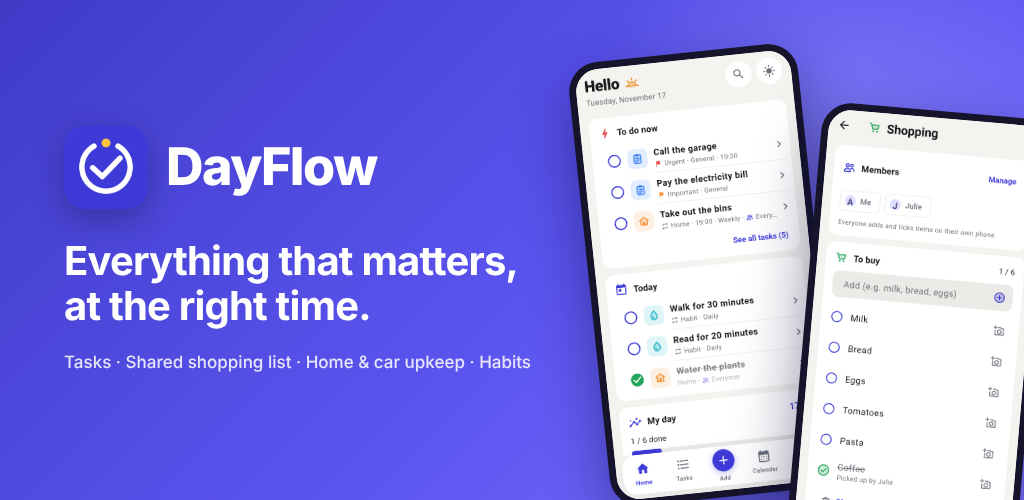 DayFlow
Everything that matters,
at the right time.
Tasks · Shared shopping list · Home & car upkeep · Habits
Hello
Tuesday, November 17
To do now
Call the garage
Urgent · General · 10:30
Pay the electricity bill
Important · General
Take out the bins
Home · 19:00 · Weekly · Every...
See all tasks (5)
Today
Walk for 30 minutes
Habit · Daily
Read for 20 minutes
Habit · Daily
Water the plants
Home · Everyone
My day
1 / 6 done
Home
Tasks
Add
Calendar
Shopping
Members
Manage
A Me
J Julie
Everyone adds and ticks items on their own phone.
To buy
1 / 6
Add (e.g. milk, bread, eggs)
Milk
Bread
Eggs
Tomatoes
Pasta
Coffee
Picked up by Julie